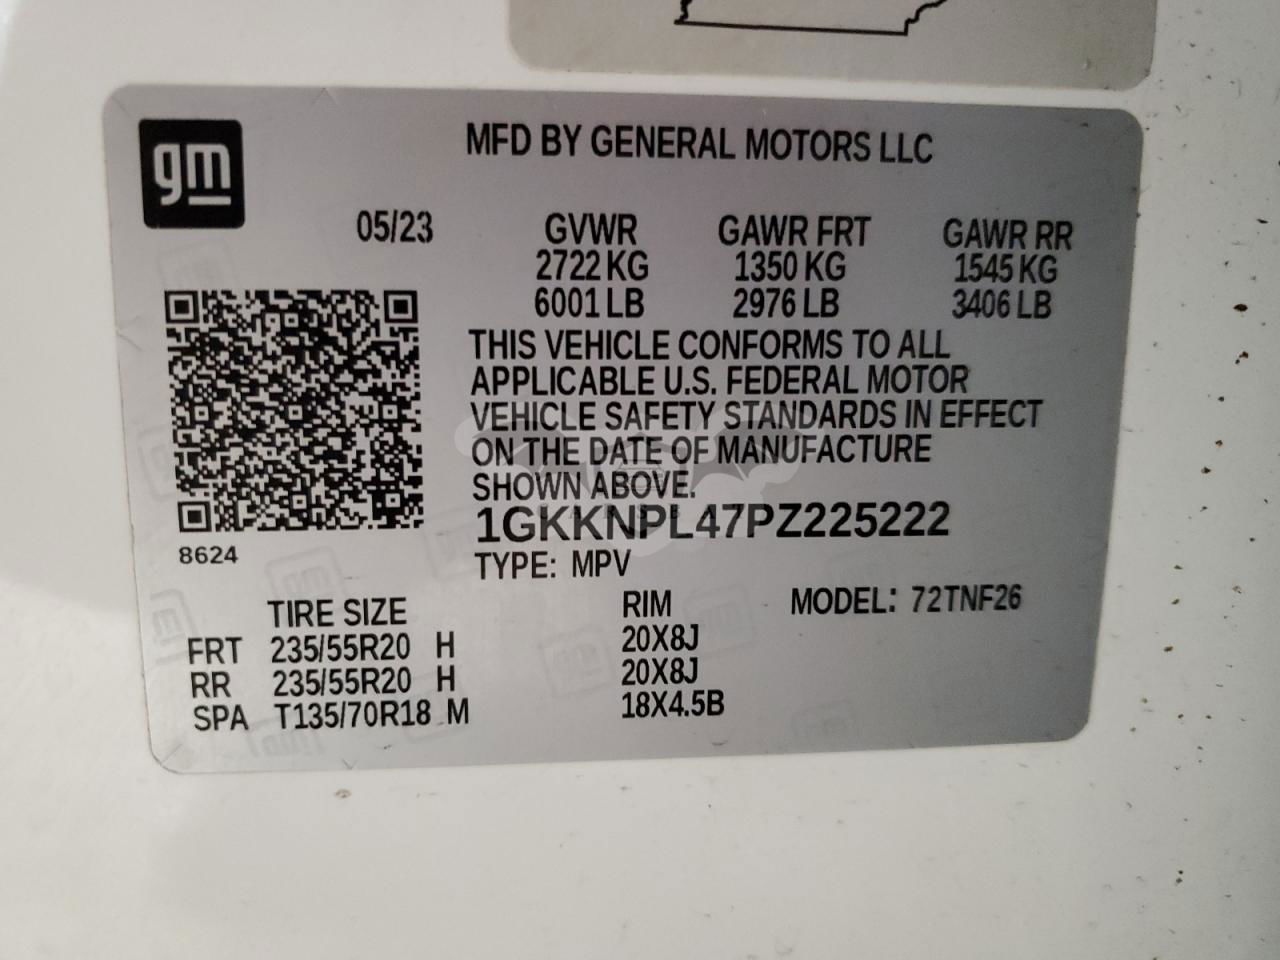 gm
MFD BY GENERAL MOTORS LLC
05/23 GVWR GAWR FRT GAWR RR
2722 KG 1350 KG 1545 KG
6001 LB 2976 LB 3406 LB
THIS VEHICLE CONFORMS TO ALL
APPLICABLE U.S. FEDERAL MOTOR
VEHICLE SAFETY STANDARDS IN EFFECT
ON THE DATE OF MANUFACTURE
SHOWN ABOVE.
1GKKNPL47PZ225222
8624
TYPE: MPV
TIRE SIZE RIM MODEL: 72TNF26
FRT 235/55R20 H 20X8J
RR 235/55R20 H 20X8J
SPA T135/70R18 M 18X4.5B